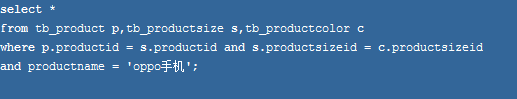 select *
from tb_product p,tb_productsize s,tb_productcolor c
where p.productid = s.productid and s.productsizeid = c.productsizeid
and productname = 'oppo手机';